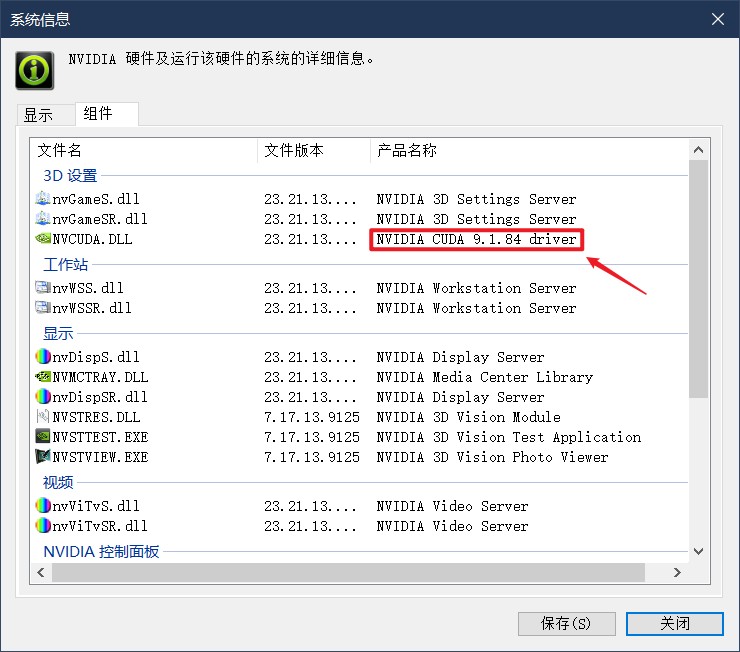 系统信息
NVIDIA 硬件及运行该硬件的系统的详细信息。
显示 组件
文件名 文件版本 产品名称
3D 设置
nvGameS.dll 23.21.13.... NVIDIA 3D Settings Server
nvGameSR.dll 23.21.13.... NVIDIA 3D Settings Server
NVCUDA.DLL 23.21.13.... NVIDIA CUDA 9.1.84 driver
工作站
nvWSS.dll 23.21.13.... NVIDIA Workstation Server
nvWSSR.dll 23.21.13.... NVIDIA Workstation Server
显示
nvDispS.dll 23.21.13.... NVIDIA Display Server
NVMCTRAY.DLL 23.21.13.... NVIDIA Media Center Library
nvDispSR.dll 23.21.13.... NVIDIA Display Server
NVSTRES.DLL 7.17.13.9125 NVIDIA 3D Vision Module
NVSTTEST.EXE 7.17.13.9125 NVIDIA 3D Vision Test Application
NVSTVIEW.EXE 7.17.13.9125 NVIDIA 3D Vision Photo Viewer
视频
nvViTvS.dll 23.21.13.... NVIDIA Video Server
nvViTvSR.dll 23.21.13.... NVIDIA Video Server
NVIDIA 控制面板
保存(S) 关闭